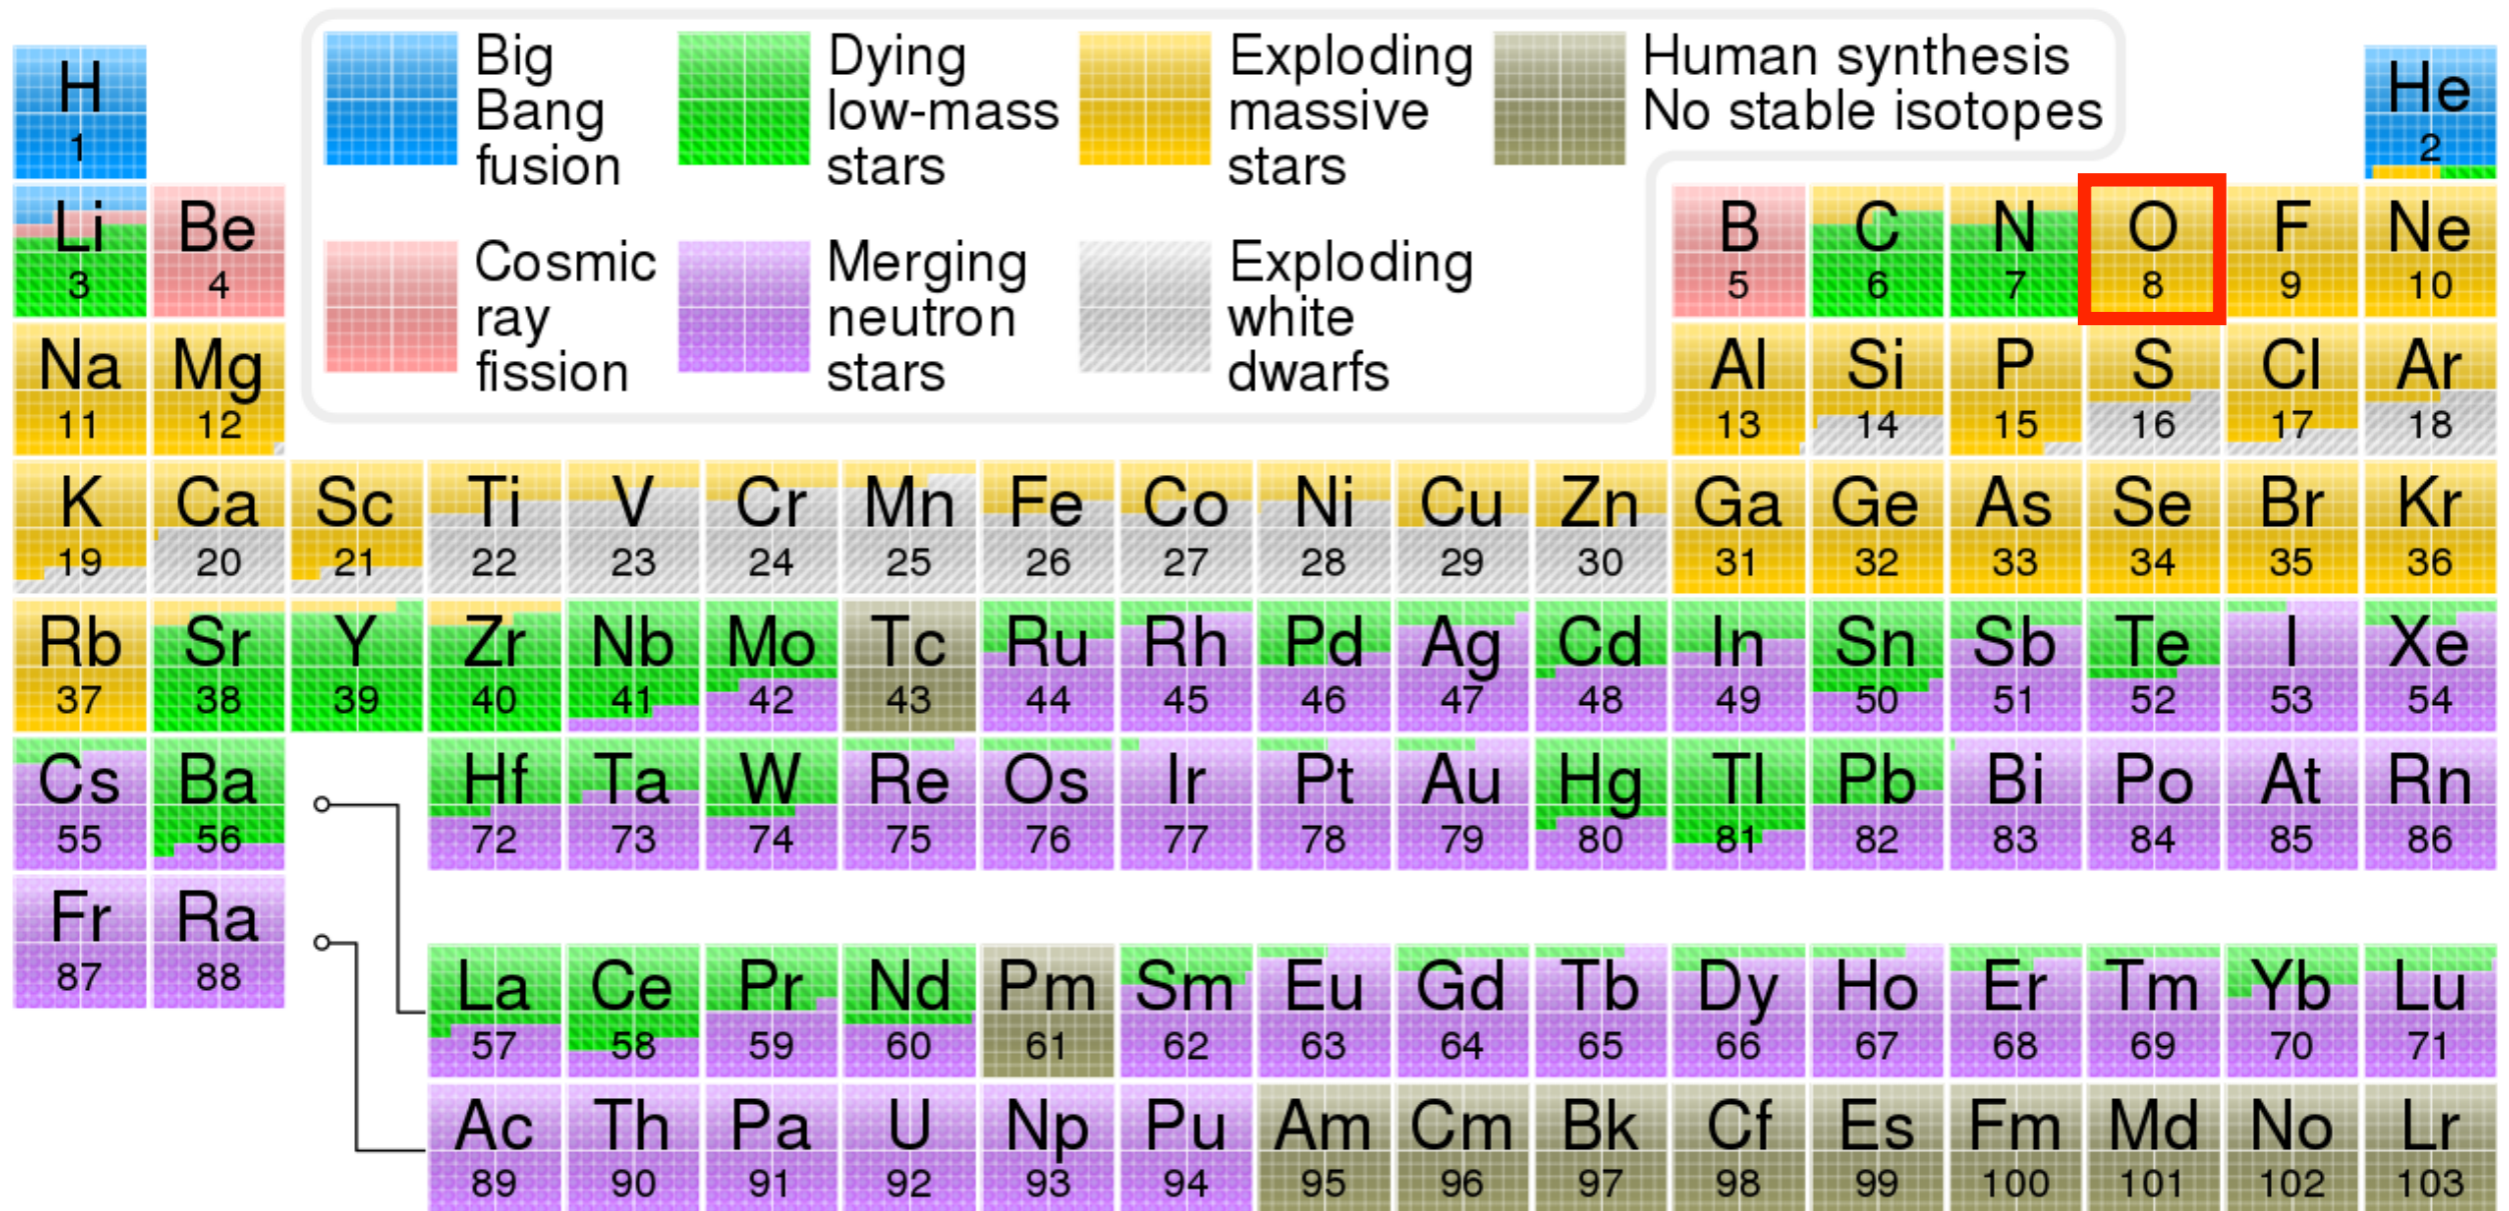 Big
Bang
fusion
Dying
low-mass
stars
Exploding
massive
stars
Human synthesis
No stable isotopes
Cosmic
ray
fission
Merging
neutron
stars
Exploding
white
dwarfs
H He
1 2
Li Be B C N O F Ne
3 4 5 6 7 8 9 10
Na Mg Al Si P S Cl Ar
11 12 13 14 15 16 17 18
K Ca Sc Ti V Cr Mn Fe Co Ni Cu Zn Ga Ge As Se Br Kr
19 20 21 22 23 24 25 26 27 28 29 30 31 32 33 34 35 36
Rb Sr Y Zr Nb Mo Tc Ru Rh Pd Ag Cd In Sn Sb Te I Xe
37 38 39 40 41 42 43 44 45 46 47 48 49 50 51 52 53 54
Cs Ba Hf Ta W Re Os Ir Pt Au Hg Tl Pb Bi Po At Rn
55 56 72 73 74 75 76 77 78 79 80 81 82 83 84 85 86
Fr Ra
87 88
La Ce Pr Nd Pm Sm Eu Gd Tb Dy Ho Er Tm Yb Lu
57 58 59 60 61 62 63 64 65 66 67 68 69 70 71
Ac Th Pa U Np Pu Am Cm Bk Cf Es Fm Md No Lr
89 90 91 92 93 94 95 96 97 98 99 100 101 102 103